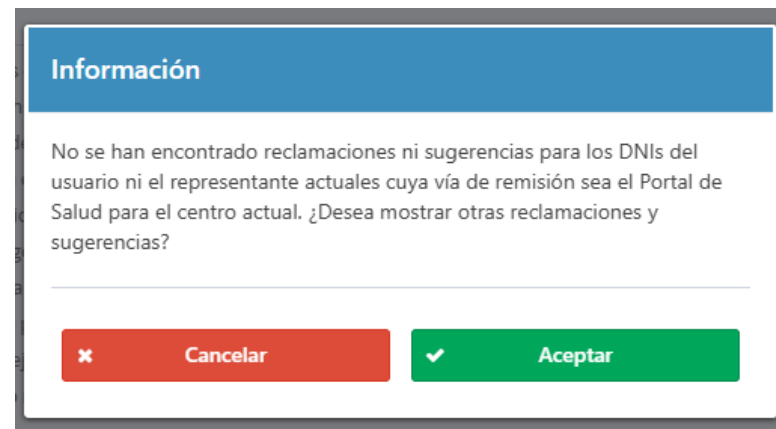 Información
No se han encontrado reclamaciones ni sugerencias para los DNIs del
usuario ni el representante actuales cuya vía de remisión sea el Portal de
Salud para el centro actual. ¿Desea mostrar otras reclamaciones y
sugerencias?
Cancelar
Aceptar